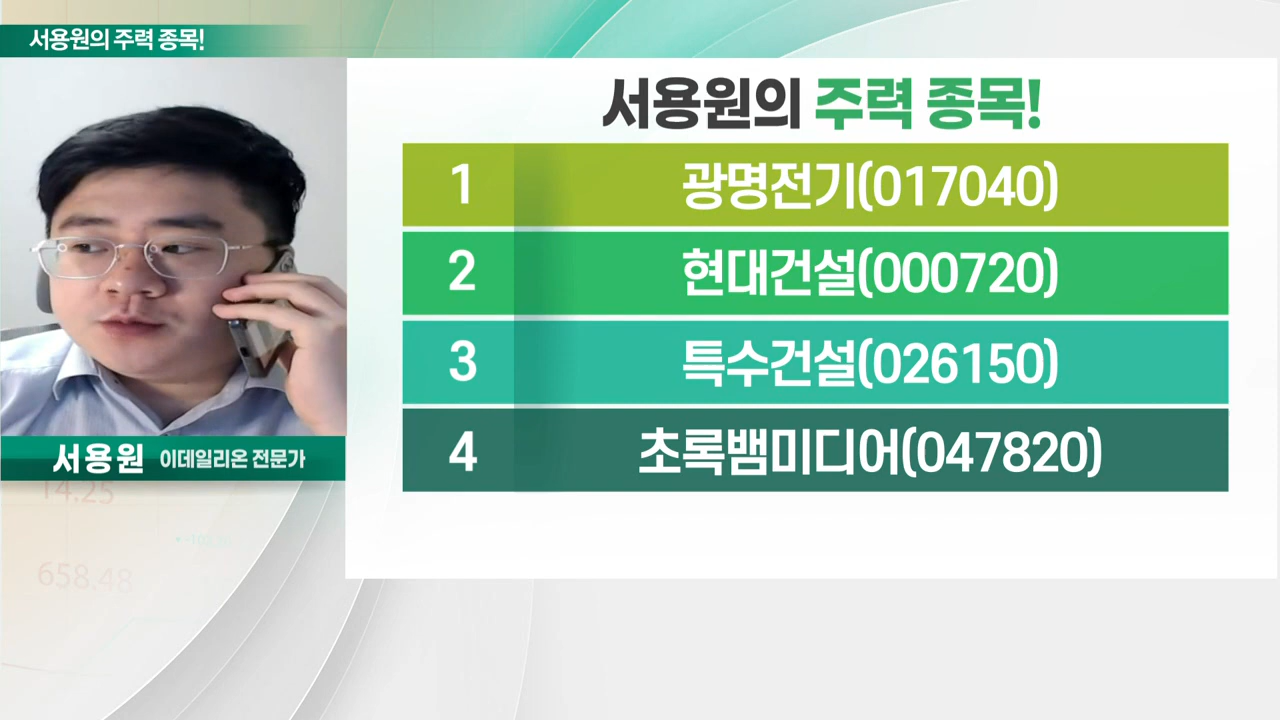 서용원의 주력 종목!
서용원의 주력 종목!
1 광명전기(017040)
2 현대건설(000720)
3 특수건설(026150)
4 초록뱀미디어(047820)
서용원 이데일리온 전문가
14.25
658.48